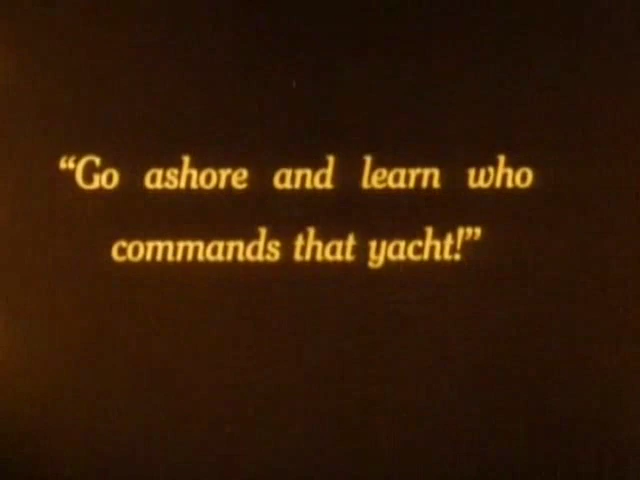 “Go ashore and learn who
commands that yacht!”